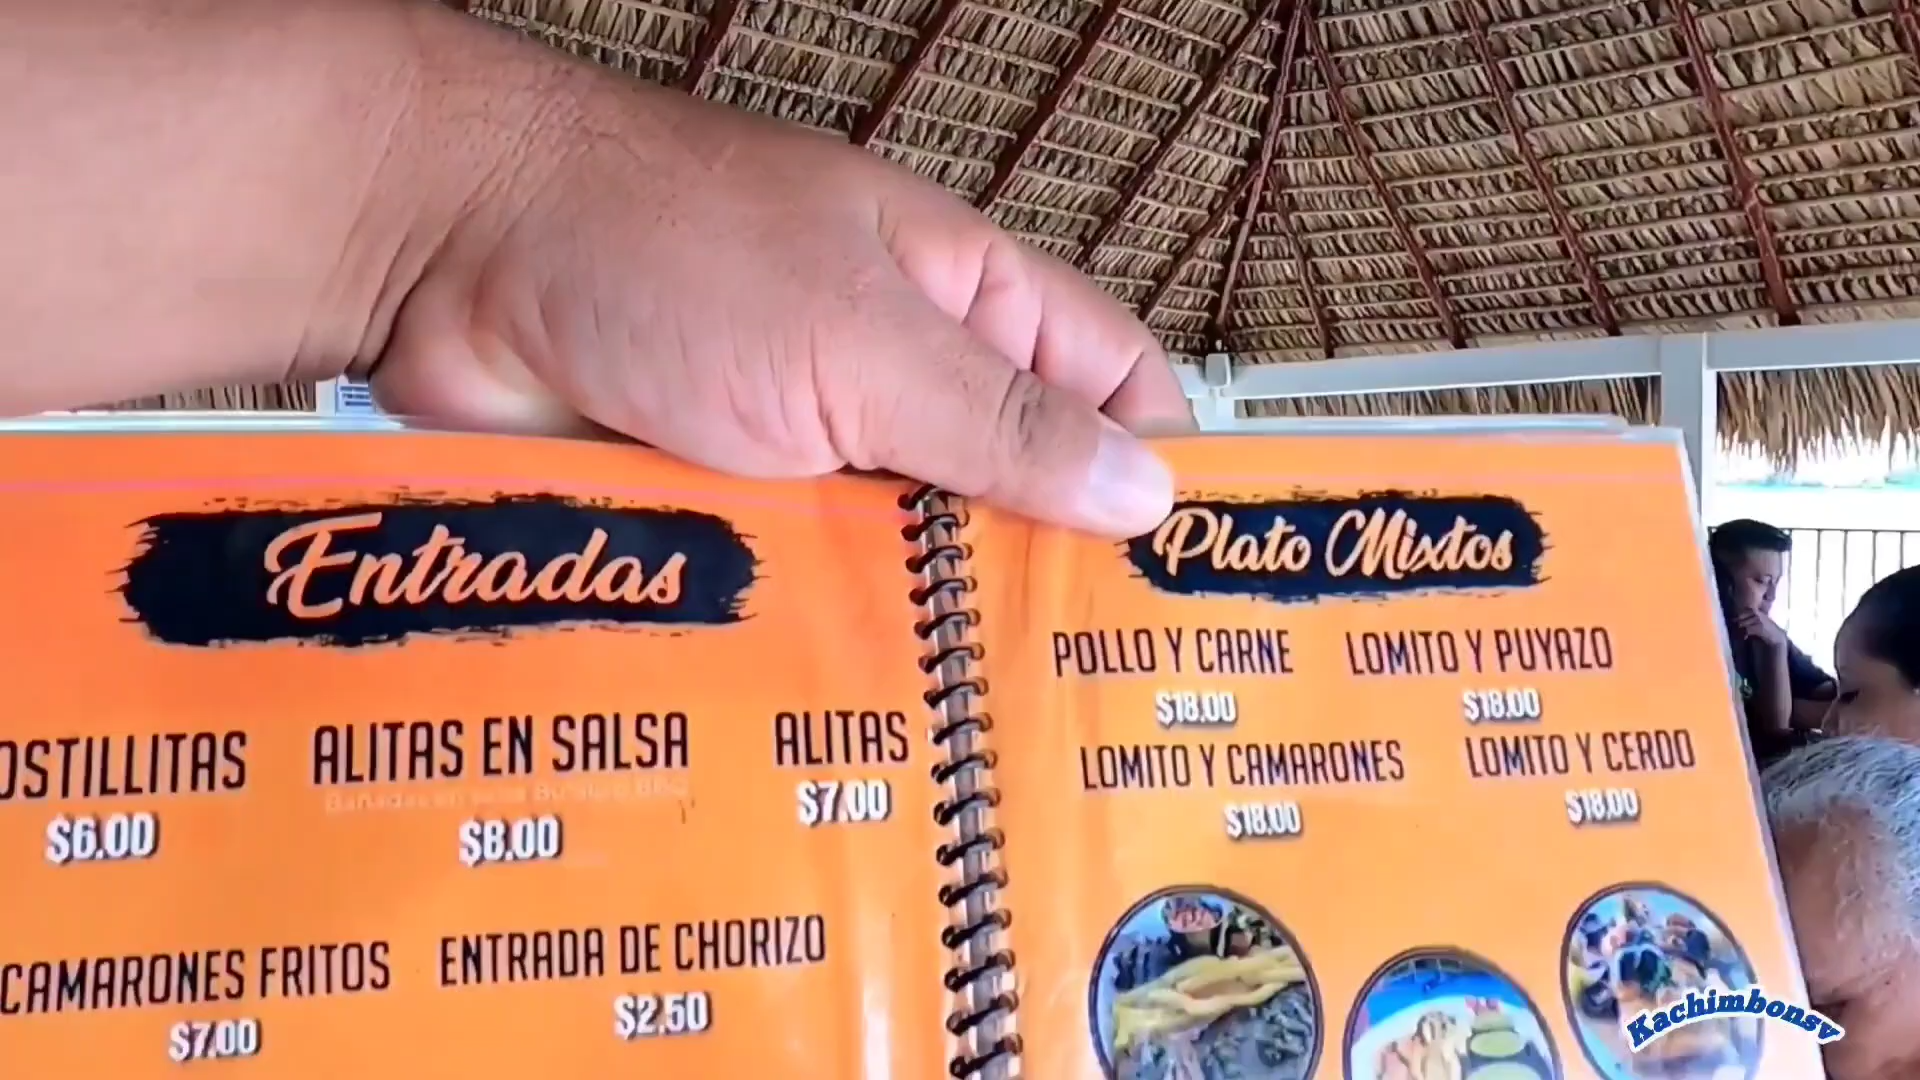 Entradas
OSTILLITAS
$6.00
ALITAS EN SALSA
$8.00
ALITAS
$7.00
CAMARONES FRITOS
$7.00
ENTRADA DE CHORIZO
$2.50
Plato Mixtos
POLLO Y CARNE
$18.00
LOMITO Y PUYAZO
$18.00
LOMITO Y CAMARONES
$18.00
LOMITO Y CERDO
$18.00
Kachimbonsv